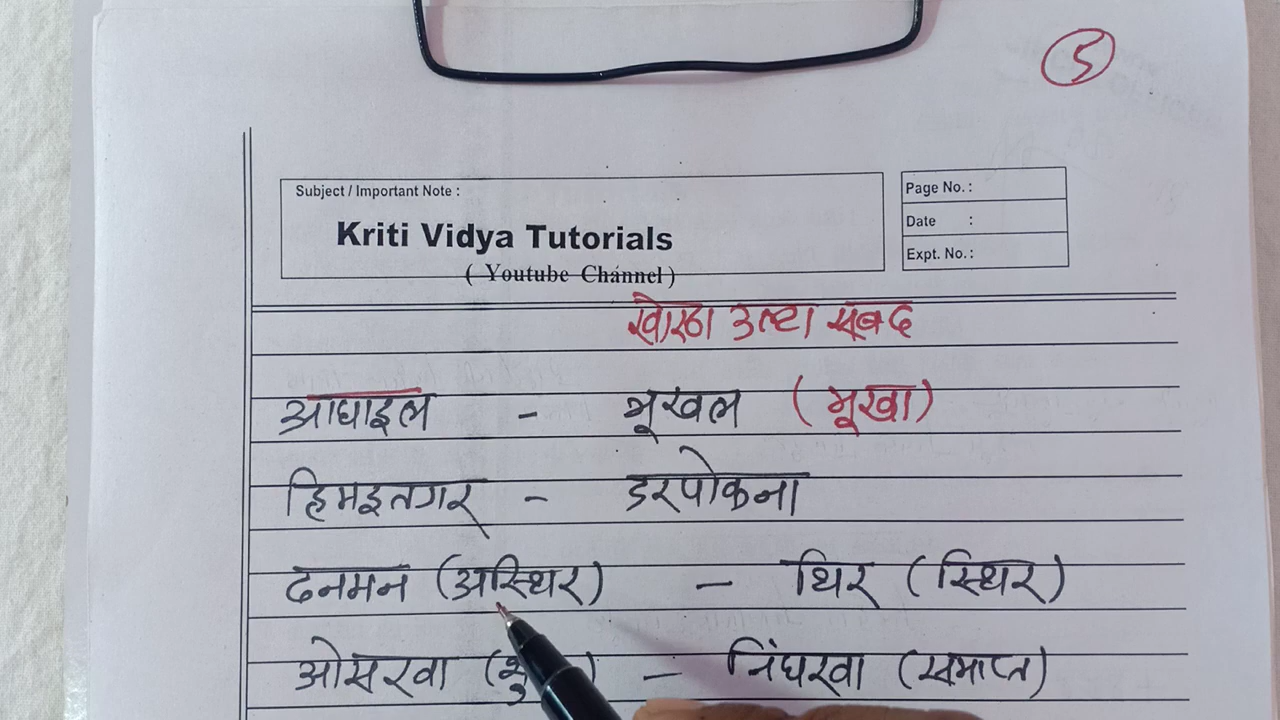 5
Subject / Important Note :
Kriti Vidya Tutorials
( Youtube Channel )
Page No. :
Date :
Expt. No. :
खोरठा उल्टा सबद
आघाइल - भूखल (भूखा)
हिमइतगर - डरपोकना
ढनमन (अस्थिर) - थिर (स्थिर)
ओसरवा - निंघरवा (समाप्त)